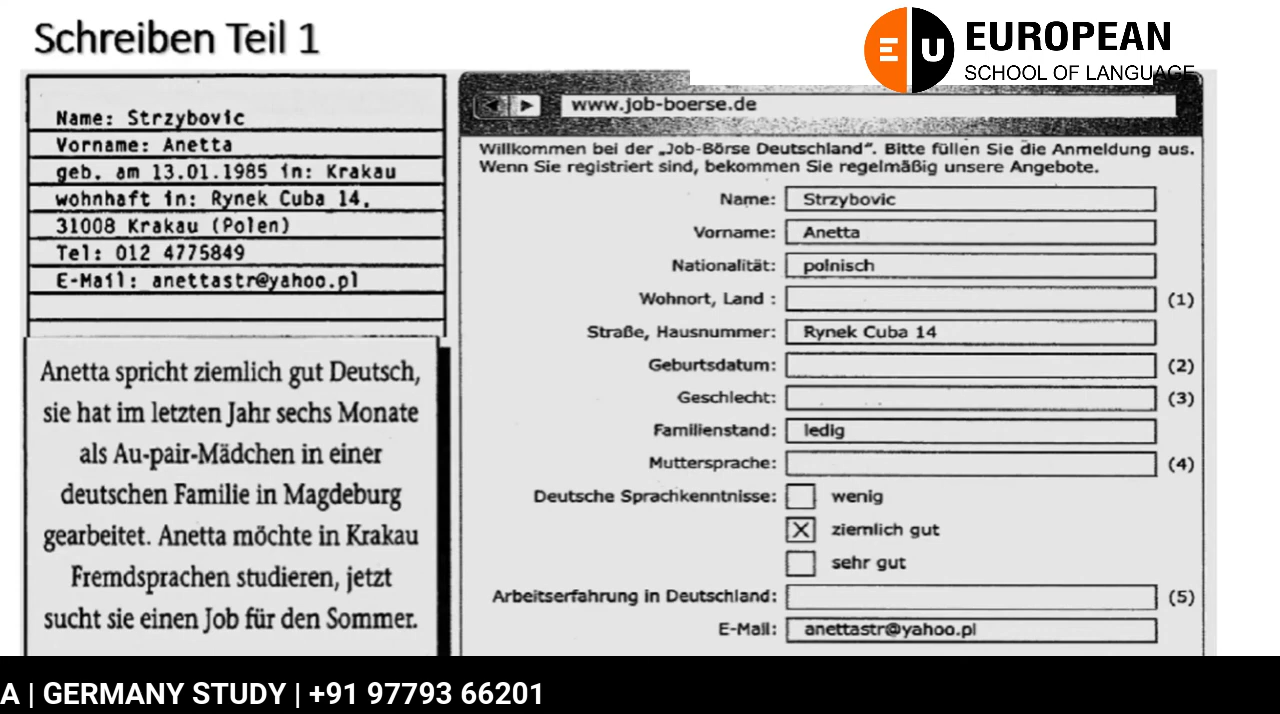 Schreiben Teil 1
EU
EUROPEAN
SCHOOL OF LANGUAGE
Name: Strzybovic
Vorname: Anetta
geb. am 13.01.1985 in: Krakau
wohnhaft in: Rynek Cuba 14,
31008 Krakau (Polen)
Tel: 012 4775849
E-Mail: anettastr@yahoo.pl
Anetta spricht ziemlich gut Deutsch,
sie hat im letzten Jahr sechs Monate
als Au-pair-Mädchen in einer
deutschen Familie in Magdeburg
gearbeitet. Anetta möchte in Krakau
Fremdsprachen studieren, jetzt
sucht sie einen Job für den Sommer.
www.job-boerse.de
Willkommen bei der „Job-Börse Deutschland“. Bitte füllen Sie die Anmeldung aus.
Wenn Sie registriert sind, bekommen Sie regelmäßig unsere Angebote.
Name: Strzybovic
Vorname: Anetta
Nationalität: polnisch
Wohnort, Land : (1)
Straße, Hausnummer: Rynek Cuba 14
Geburtsdatum: (2)
Geschlecht: (3)
Familienstand: ledig
Muttersprache: (4)
Deutsche Sprachkenntnisse: wenig
X ziemlich gut
sehr gut
Arbeitserfahrung in Deutschland: (5)
E-Mail: anettastr@yahoo.pl
A | GERMANY STUDY | +91 97793 66201